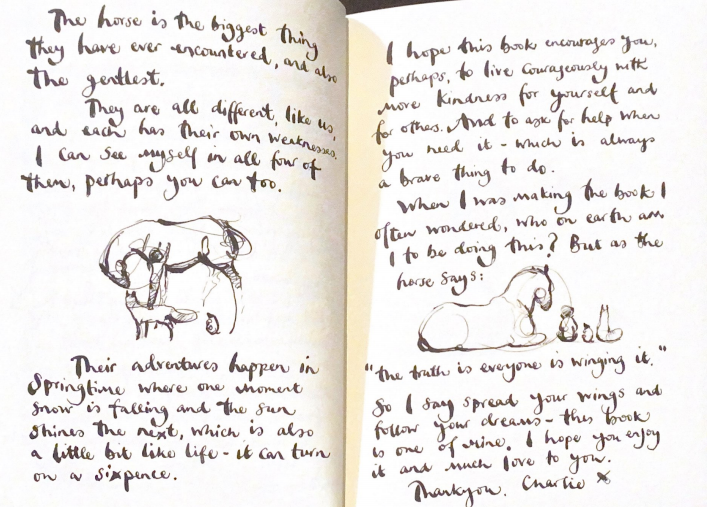 The horse is the biggest thing
they have ever encountered, and also
the gentlest.
They are all different, like us,
and each has their own weaknesses.
I can see myself in all four of
them, perhaps you can too.
Their adventures happen in
Springtime where one moment
snow is falling and the sun
shines the next, which is also
a little bit like life - it can turn
on a sixpence.
I hope this book encourages you,
perhaps, to live courageously with
more kindness for yourself and
for others. And to ask for help when
you need it - which is always
a brave thing to do.
When I was making the book I
often wondered, who on earth am
I to be doing this? But as the
horse says:
"the truth is everyone is winging it."
So I say spread your wings and
follow your dreams - this book
is one of mine. I hope you enjoy
it and much love to you.
Thankyou. Charlie x